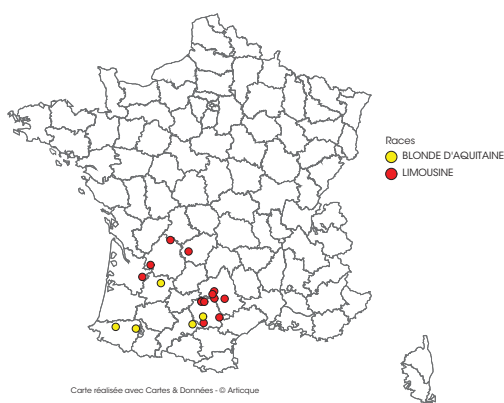 Races
BLONDE D'AQUITAINE
LIMOUSINE
Carte réalisée avec Cartes & Données - © Articque